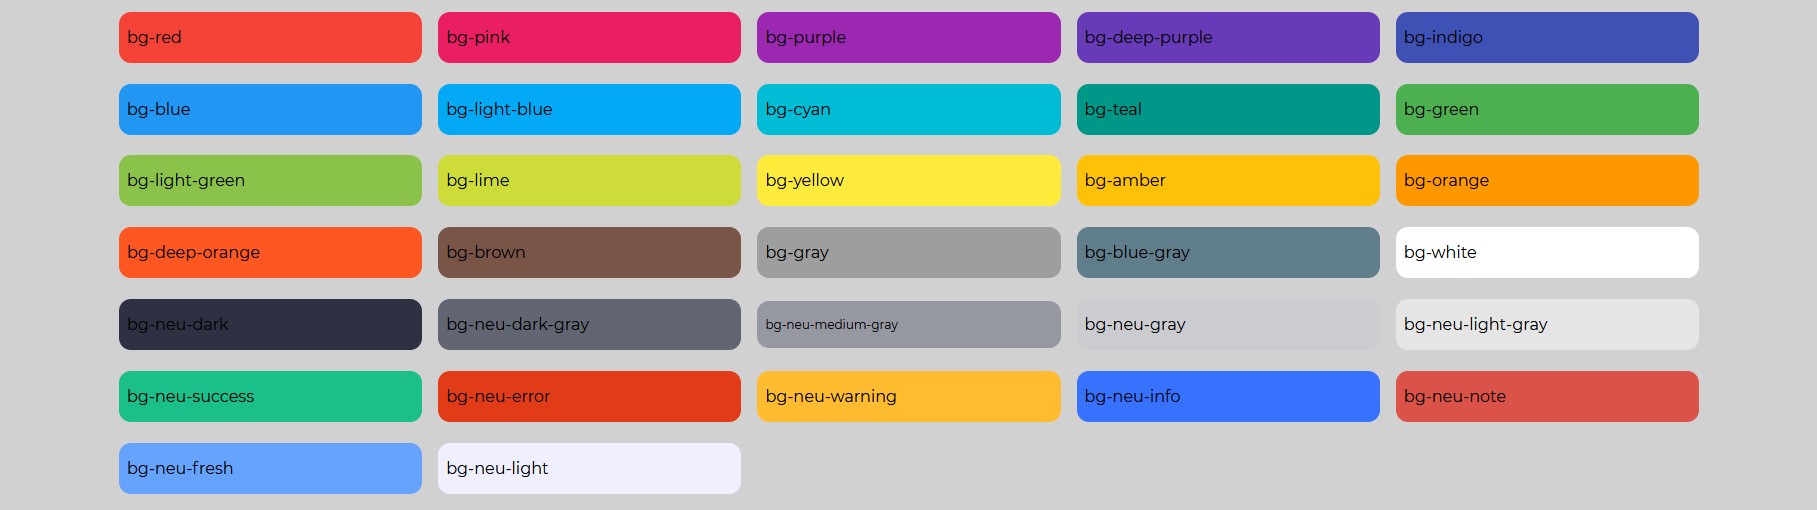 bg-red
bg-pink
bg-purple
bg-deep-purple
bg-indigo
bg-blue
bg-light-blue
bg-cyan
bg-teal
bg-green
bg-light-green
bg-lime
bg-yellow
bg-amber
bg-orange
bg-deep-orange
bg-brown
bg-gray
bg-blue-gray
bg-white
bg-neu-dark
bg-neu-dark-gray
bg-neu-medium-gray
bg-neu-gray
bg-neu-light-gray
bg-neu-success
bg-neu-error
bg-neu-warning
bg-neu-info
bg-neu-note
bg-neu-fresh
bg-neu-light